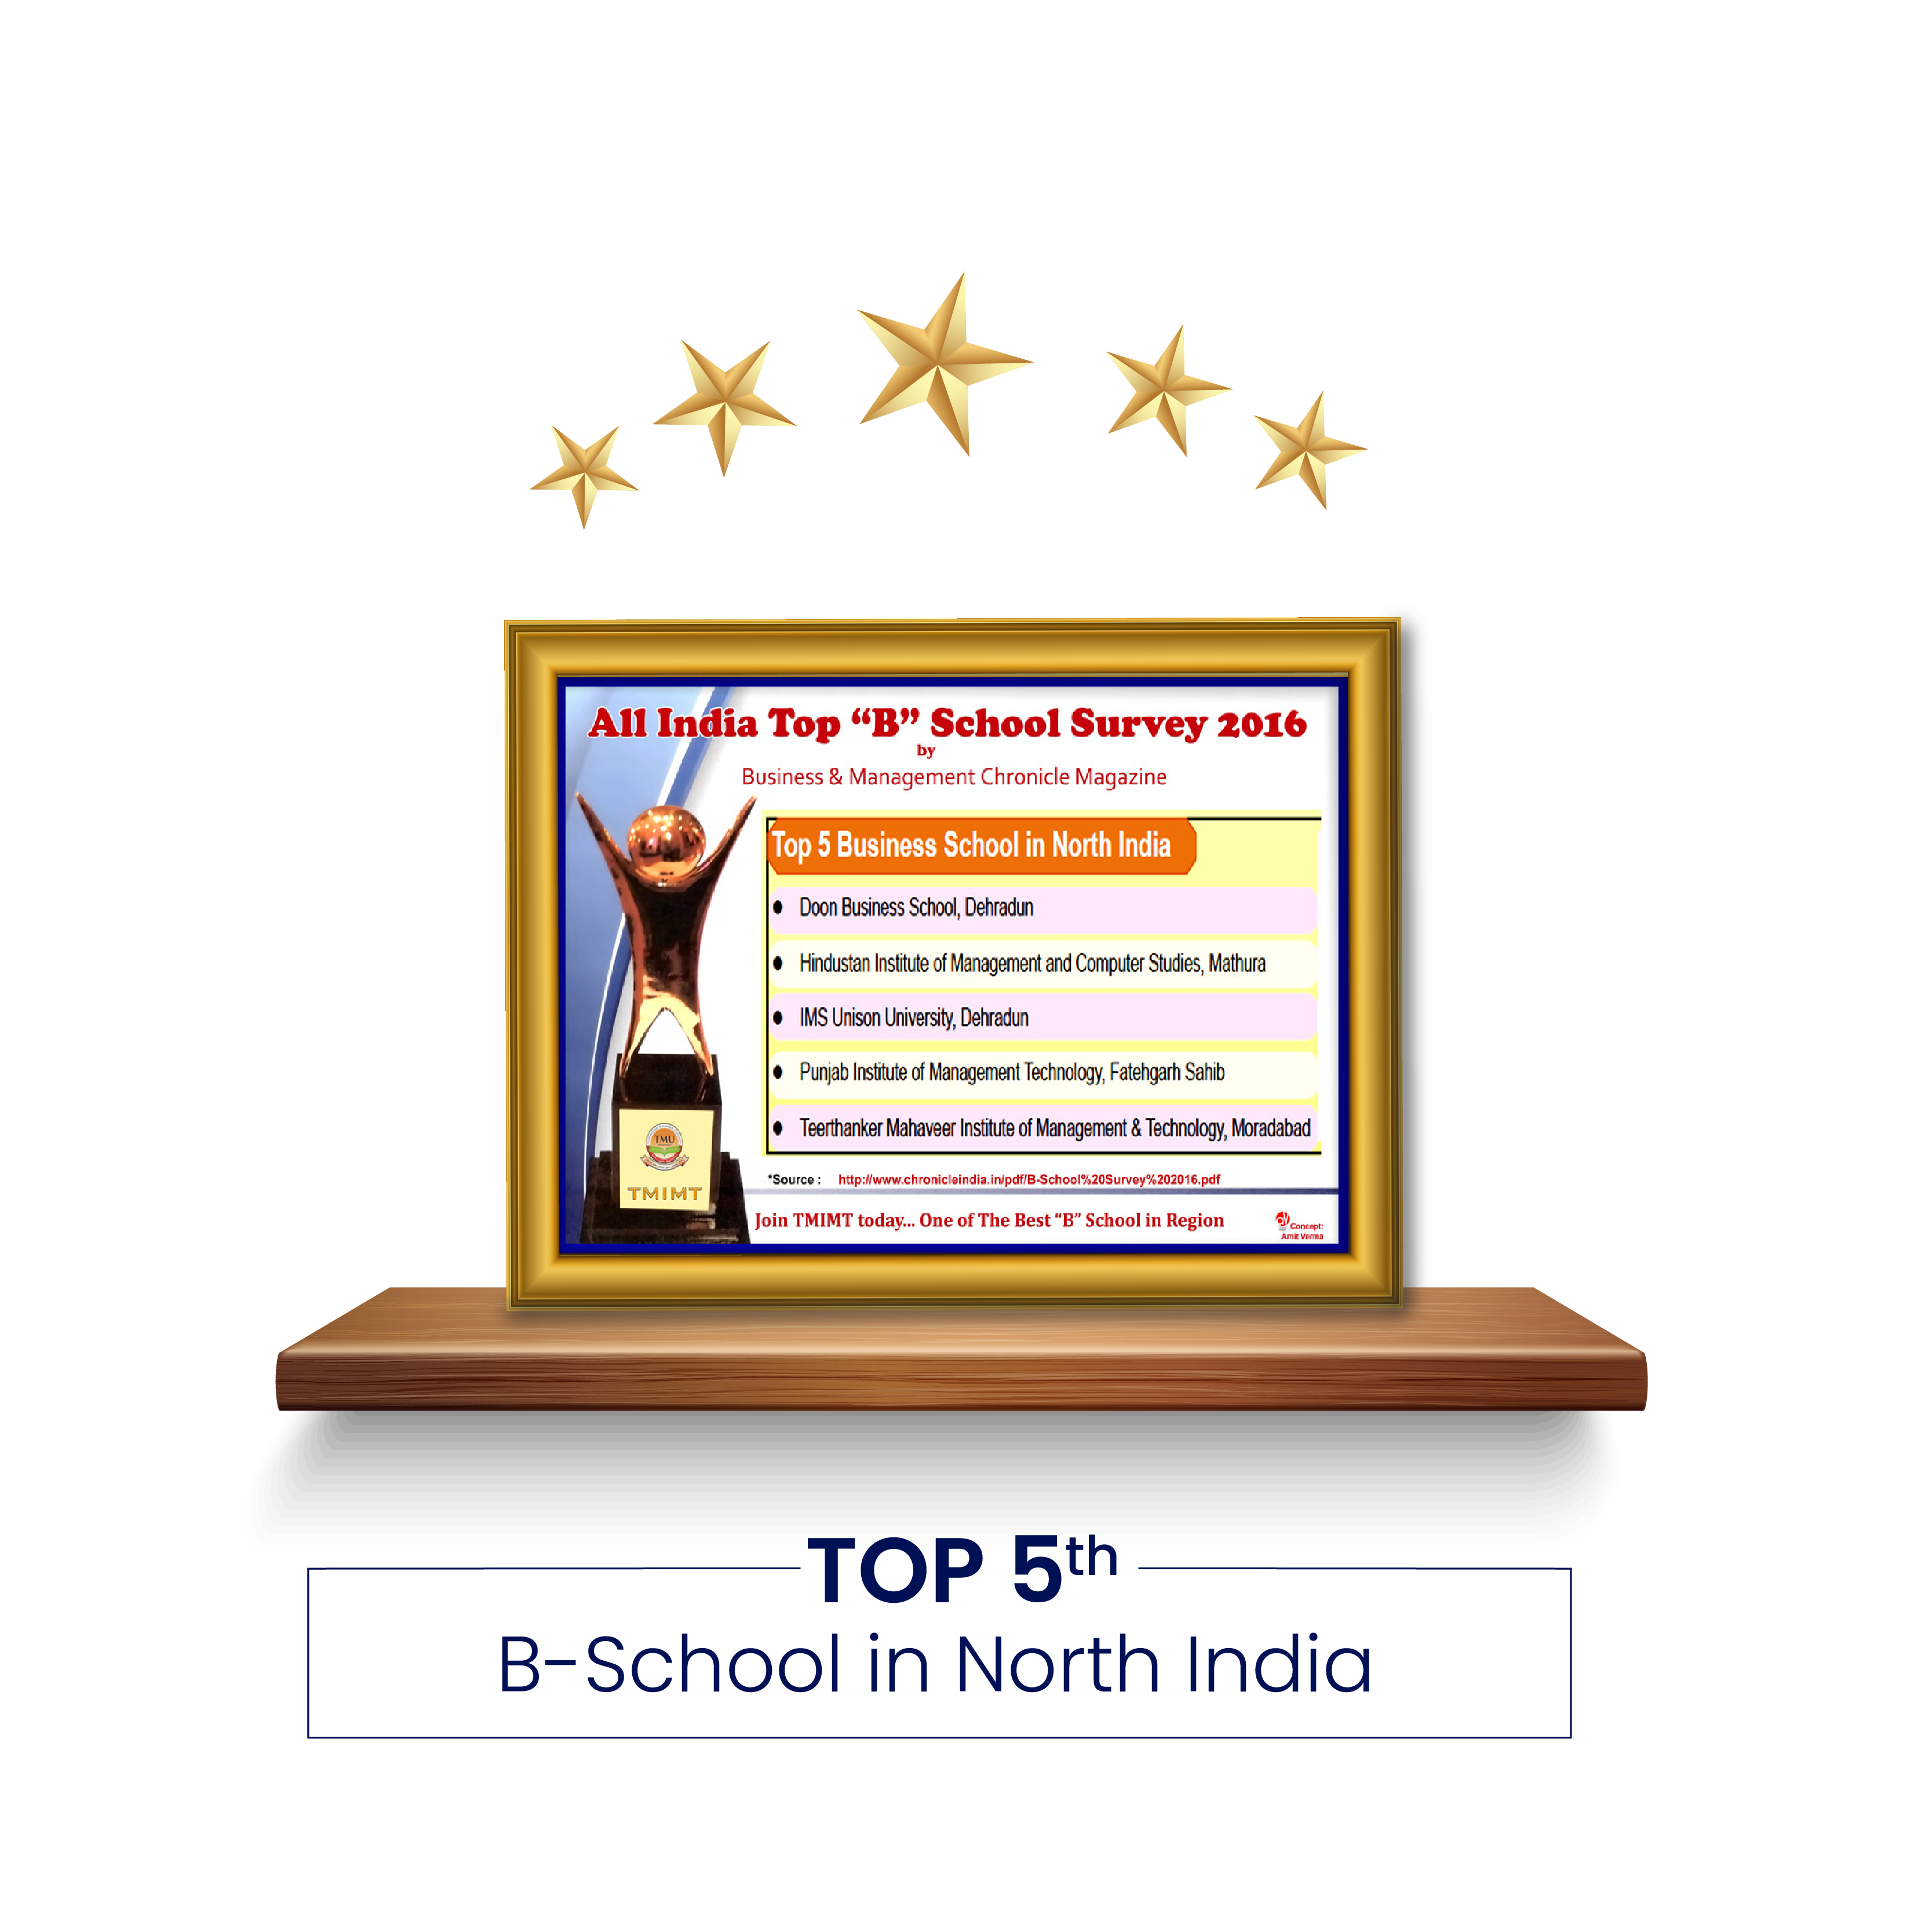 All India Top “B” School Survey 2016
by
Business & Management Chronicle Magazine
Top 5 Business School in North India
● Doon Business School, Dehradun
● Hindustan Institute of Management and Computer Studies, Mathura
● IMS Unison University, Dehradun
● Punjab Institute of Management Technology, Fatehgarh Sahib
● Teerthanker Mahaveer Institute of Management & Technology, Moradabad
TMU
TMIMT
*Source : http://www.chronicleindia.in/pdf/B-School%20Survey%202016.pdf
Join TMIMT today... One of The Best “B” School in Region
Concept:
Amit Verma
TOP 5th
B-School in North India